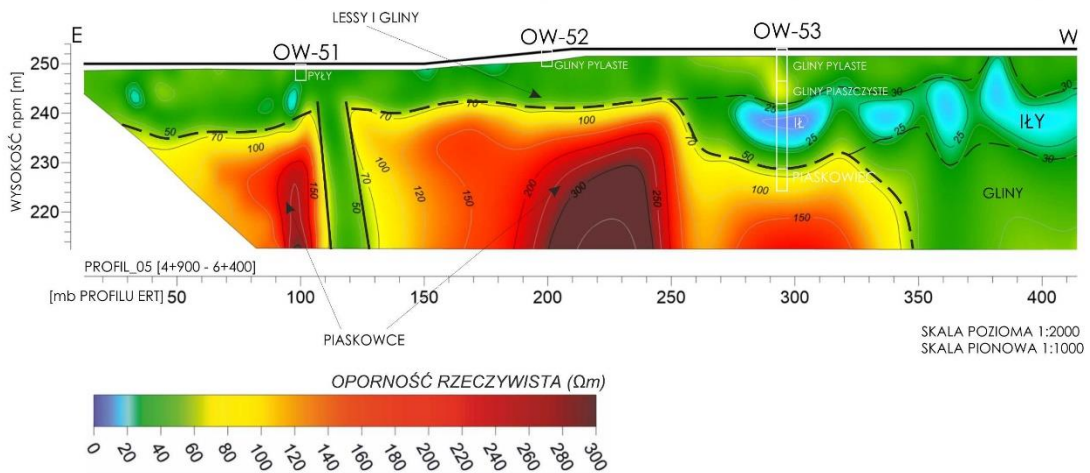 LESSY I GLINY
E
OW-51
OW-52
OW-53
W
WYSOKOŚĆ npm [m]
250
240
230
220
PYŁY
GLINY PYLASTE
GLINY PYLASTE
GLINY PIASZCZYSTE
IŁ
IŁY
PIASKOWIEC
GLINY
50
70
100
150
70
50
70
100
120
150
200
300
250
100
70
50
25
25
30
25
30
30
100
150
PROFIL_05 [4+900 - 6+400]
[mb PROFILU ERT]
50
100
150
200
250
300
350
400
PIASKOWCE
SKALA POZIOMA 1:2000
SKALA PIONOWA 1:1000
OPORNOŚĆ RZECZYWISTA (Ωm)
0
20
40
60
80
100
120
140
160
180
200
220
240
260
280
300